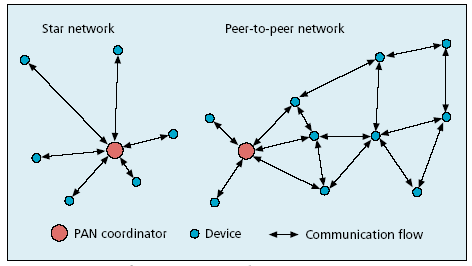 Star network
Peer-to-peer network
PAN coordinator
Device
Communication flow